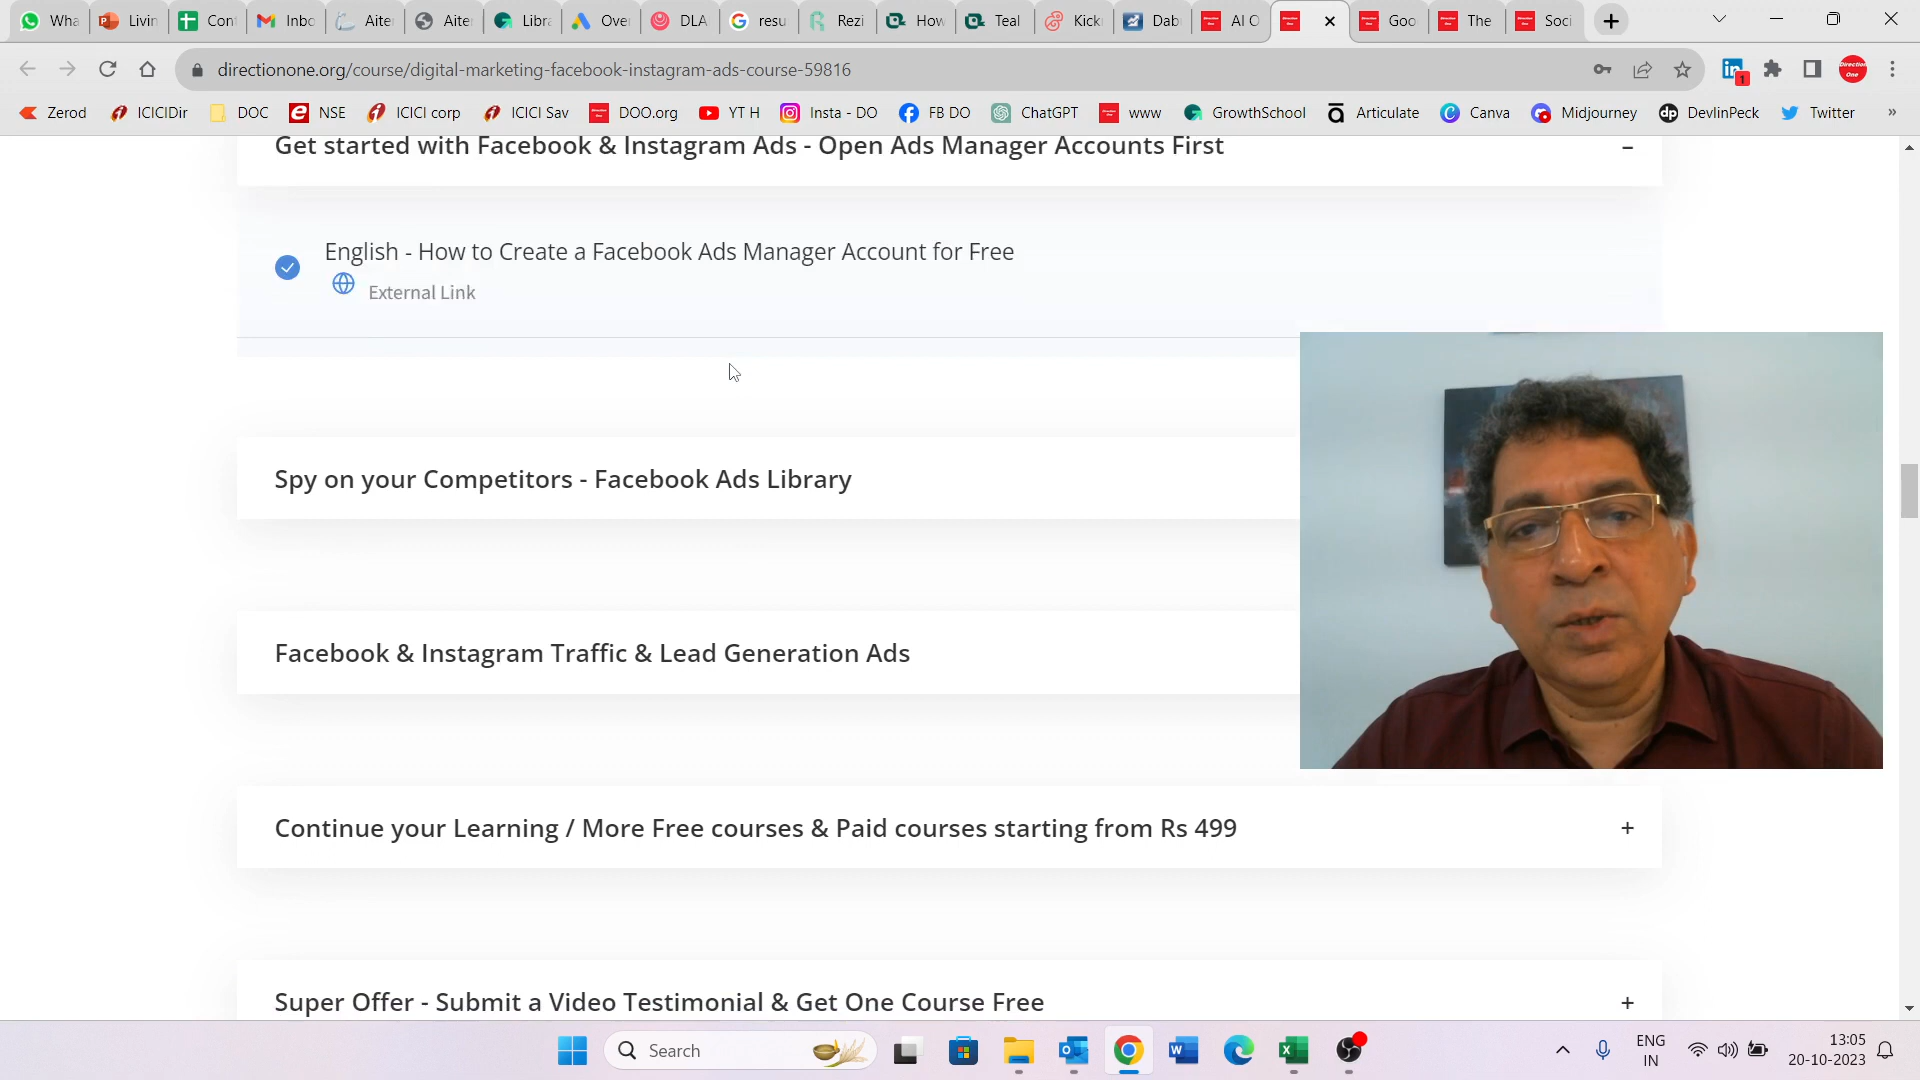 Wha
Livin
Cont
Inbo
Aiter
Aite
Libra
Over
DLA
resu
Rezi
How
Teal
Kick
Dab
AI O
Goo
The
Soci
directionone.org/course/digital-marketing-facebook-instagram-ads-course-59816
1
Zerod
ICICIDir
DOC
NSE
ICICI corp
ICICI Sav
DOO.org
YT H
Insta - DO
FB DO
ChatGPT
www
GrowthSchool
Articulate
Canva
Midjourney
DevlinPeck
Twitter
»
Get started with Facebook & Instagram Ads - Open Ads Manager Accounts First
English - How to Create a Facebook Ads Manager Account for Free
External Link
Spy on your Competitors - Facebook Ads Library
Facebook & Instagram Traffic & Lead Generation Ads
Continue your Learning / More Free courses & Paid courses starting from Rs 499
Super Offer - Submit a Video Testimonial & Get One Course Free
Search
ENG
IN
13:05
20-10-2023